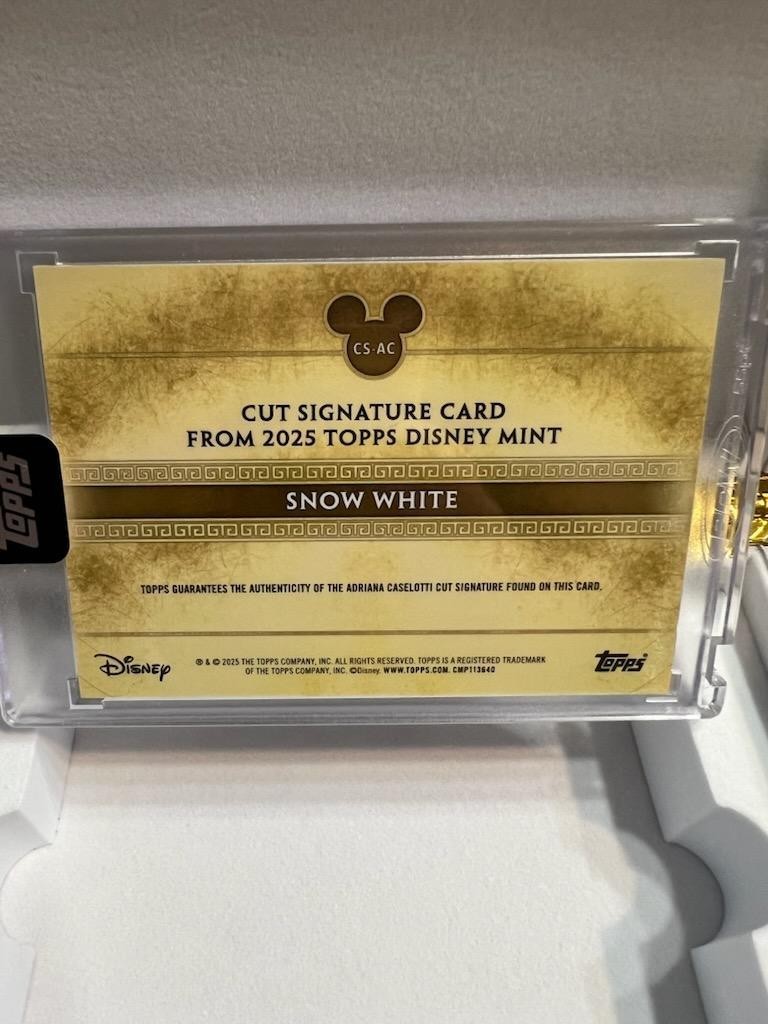 CS-AC
CUT SIGNATURE CARD
FROM 2025 TOPPS DISNEY MINT
SNOW WHITE
TOPPS
TOPPS GUARANTEES THE AUTHENTICITY OF THE ADRIANA CASELOTTI CUT SIGNATURE FOUND ON THIS CARD.
Disney
® & © 2025 THE TOPPS COMPANY, INC. ALL RIGHTS RESERVED. TOPPS IS A REGISTERED TRADEMARK
OF THE TOPPS COMPANY, INC. ©Disney. WWW.TOPPS.COM. CMP113640
Topps